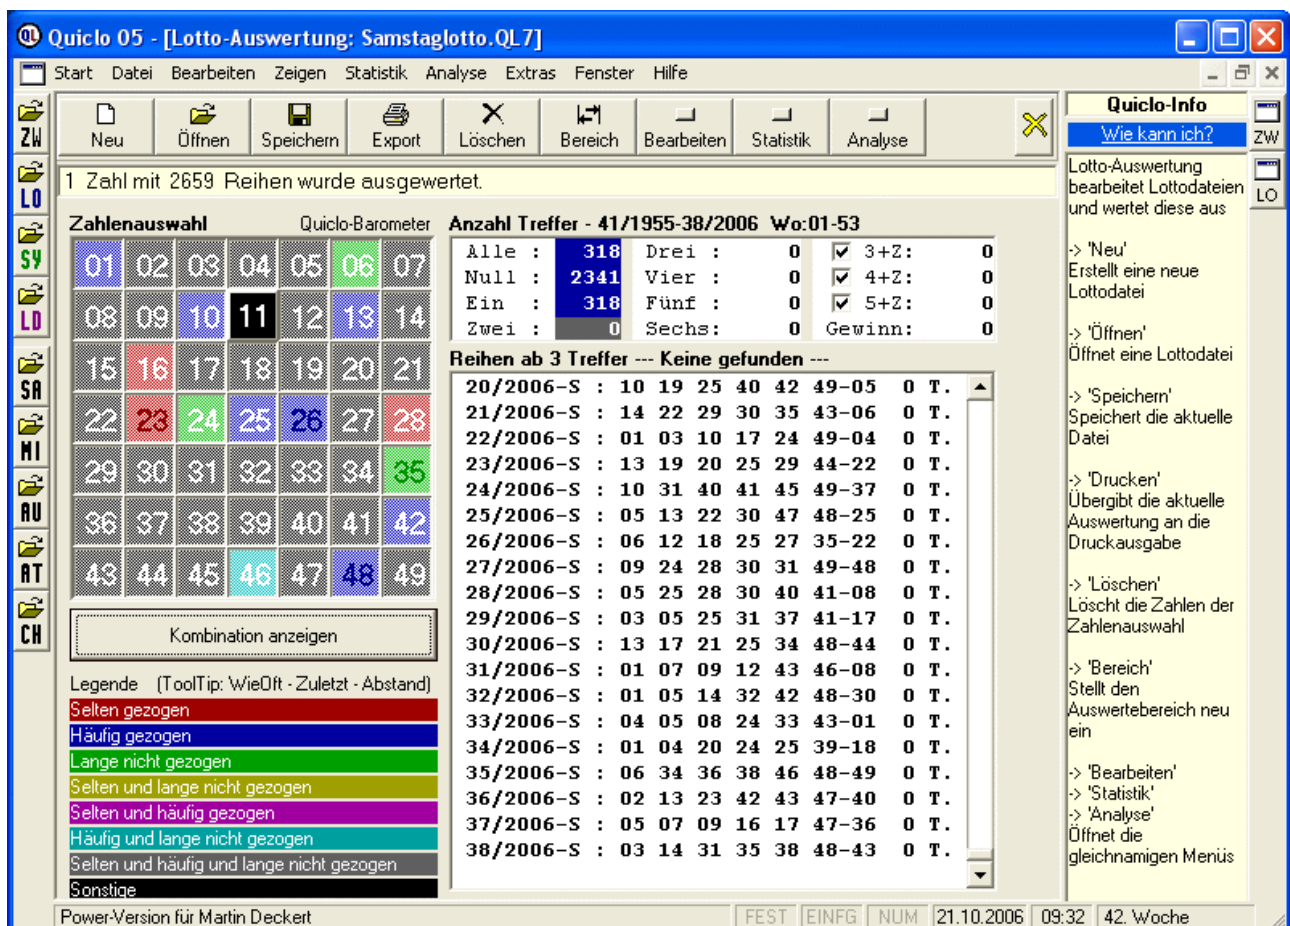 Quiclo 05 - [Lotto-Auswertung: Samstaglotto.QL7]
Start Datei Bearbeiten Zeigen Statistik Analyse Extras Fenster Hilfe
ZW
LO
SY
LD
SA
MI
AU
AT
CH
Neu Öffnen Speichern Export Löschen Bereich Bearbeiten Statistik Analyse
1 Zahl mit 2659 Reihen wurde ausgewertet.
Zahlenauswahl Quiclo-Barometer
01 02 03 04 05 06 07
08 09 10 11 12 13 14
15 16 17 18 19 20 21
22 23 24 25 26 27 28
29 30 31 32 33 34 35
36 37 38 39 40 41 42
43 44 45 46 47 48 49
Kombination anzeigen
Legende (ToolTip: WieOft - Zuletzt - Abstand)
Selten gezogen
Häufig gezogen
Lange nicht gezogen
Selten und lange nicht gezogen
Selten und häufig gezogen
Häufig und lange nicht gezogen
Selten und häufig und lange nicht gezogen
Sonstige
Anzahl Treffer - 41/1955-38/2006 Wo:01-53
Alle : 318 Drei : 0 3+Z: 0
Null : 2341 Vier : 0 4+Z: 0
Ein : 318 Fünf : 0 5+Z: 0
Zwei : 0 Sechs: 0 Gewinn: 0
Reihen ab 3 Treffer --- Keine gefunden ---
20/2006-S : 10 19 25 40 42 49-05 0 T.
21/2006-S : 14 22 29 30 35 43-06 0 T.
22/2006-S : 01 03 10 17 24 49-04 0 T.
23/2006-S : 13 19 20 25 29 44-22 0 T.
24/2006-S : 10 31 40 41 45 49-37 0 T.
25/2006-S : 05 13 22 30 47 48-25 0 T.
26/2006-S : 06 12 18 25 27 35-22 0 T.
27/2006-S : 09 24 28 30 31 49-48 0 T.
28/2006-S : 05 25 28 30 40 41-08 0 T.
29/2006-S : 03 05 25 31 37 41-17 0 T.
30/2006-S : 13 17 21 25 34 48-44 0 T.
31/2006-S : 01 07 09 12 43 46-08 0 T.
32/2006-S : 01 05 14 32 42 48-30 0 T.
33/2006-S : 04 05 08 24 33 43-01 0 T.
34/2006-S : 01 04 20 24 25 39-18 0 T.
35/2006-S : 06 34 36 38 46 48-49 0 T.
36/2006-S : 02 13 23 42 43 47-40 0 T.
37/2006-S : 05 07 09 16 17 47-36 0 T.
38/2006-S : 03 14 31 35 38 48-43 0 T.
Quiclo-Info
Wie kann ich?
Lotto-Auswertung
bearbeitet Lottodateien
und wertet diese aus
-> 'Neu'
Erstellt eine neue
Lottodatei
-> 'Öffnen'
Öffnet eine Lottodatei
-> 'Speichern'
Speichert die aktuelle
Datei
-> 'Drucken'
Übergibt die aktuelle
Auswertung an die
Druckausgabe
-> 'Löschen'
Löscht die Zahlen der
Zahlenauswahl
-> 'Bereich'
Stellt den
Auswertebereich neu
ein
-> 'Bearbeiten'
-> 'Statistik'
-> 'Analyse'
Öffnet die
gleichnamigen Menüs
ZW
LO
Power-Version für Martin Deckert FEST EINFG NUM 21.10.2006 09:32 42. Woche